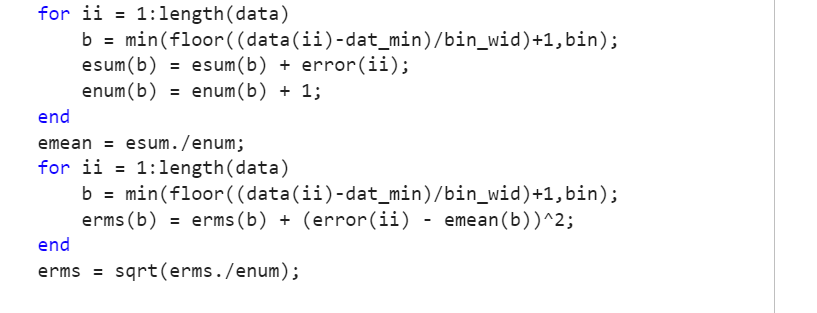 for ii = 1:length(data)
    b = min(floor((data(ii)-dat_min)/bin_wid)+1,bin);
    esum(b) = esum(b) + error(ii);
    enum(b) = enum(b) + 1;
end
emean = esum./enum;
for ii = 1:length(data)
    b = min(floor((data(ii)-dat_min)/bin_wid)+1,bin);
    erms(b) = erms(b) + (error(ii) - emean(b))^2;
end
erms = sqrt(erms./enum);